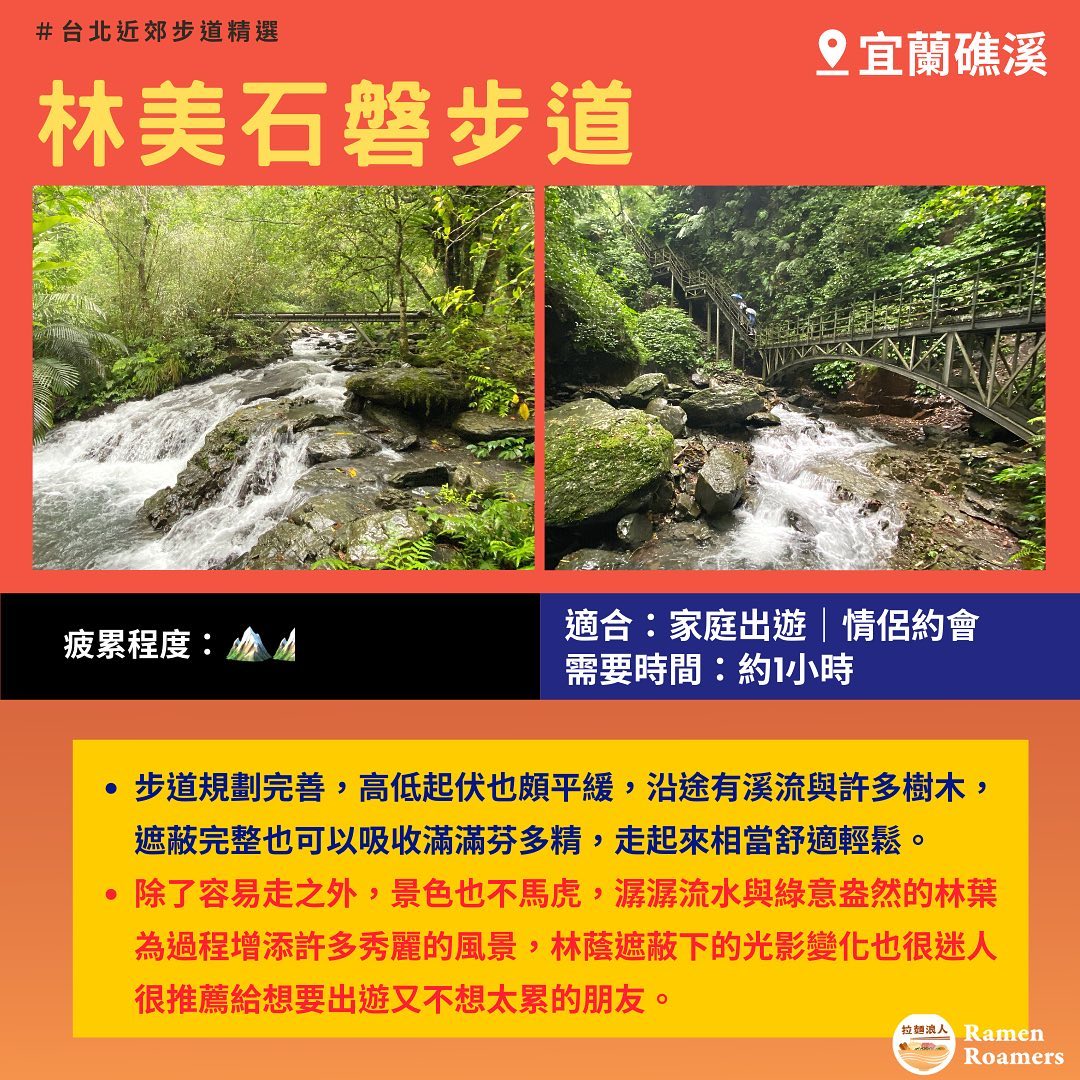 #台北近郊步道精選
宜蘭礁溪
林美石磐步道
疲累程度：
適合：家庭出遊｜情侶約會
需要時間：約1小時
• 步道規劃完善，高低起伏也頗平緩，沿途有溪流與許多樹木，
遮蔽完整也可以吸收滿滿芬多精，走起來相當舒適輕鬆。
• 除了容易走之外，景色也不馬虎，潺潺流水與綠意盎然的林葉
為過程增添許多秀麗的風景，林蔭遮蔽下的光影變化也很迷人
很推薦給想要出遊又不想太累的朋友。
拉麵浪人
Ramen
Roamers